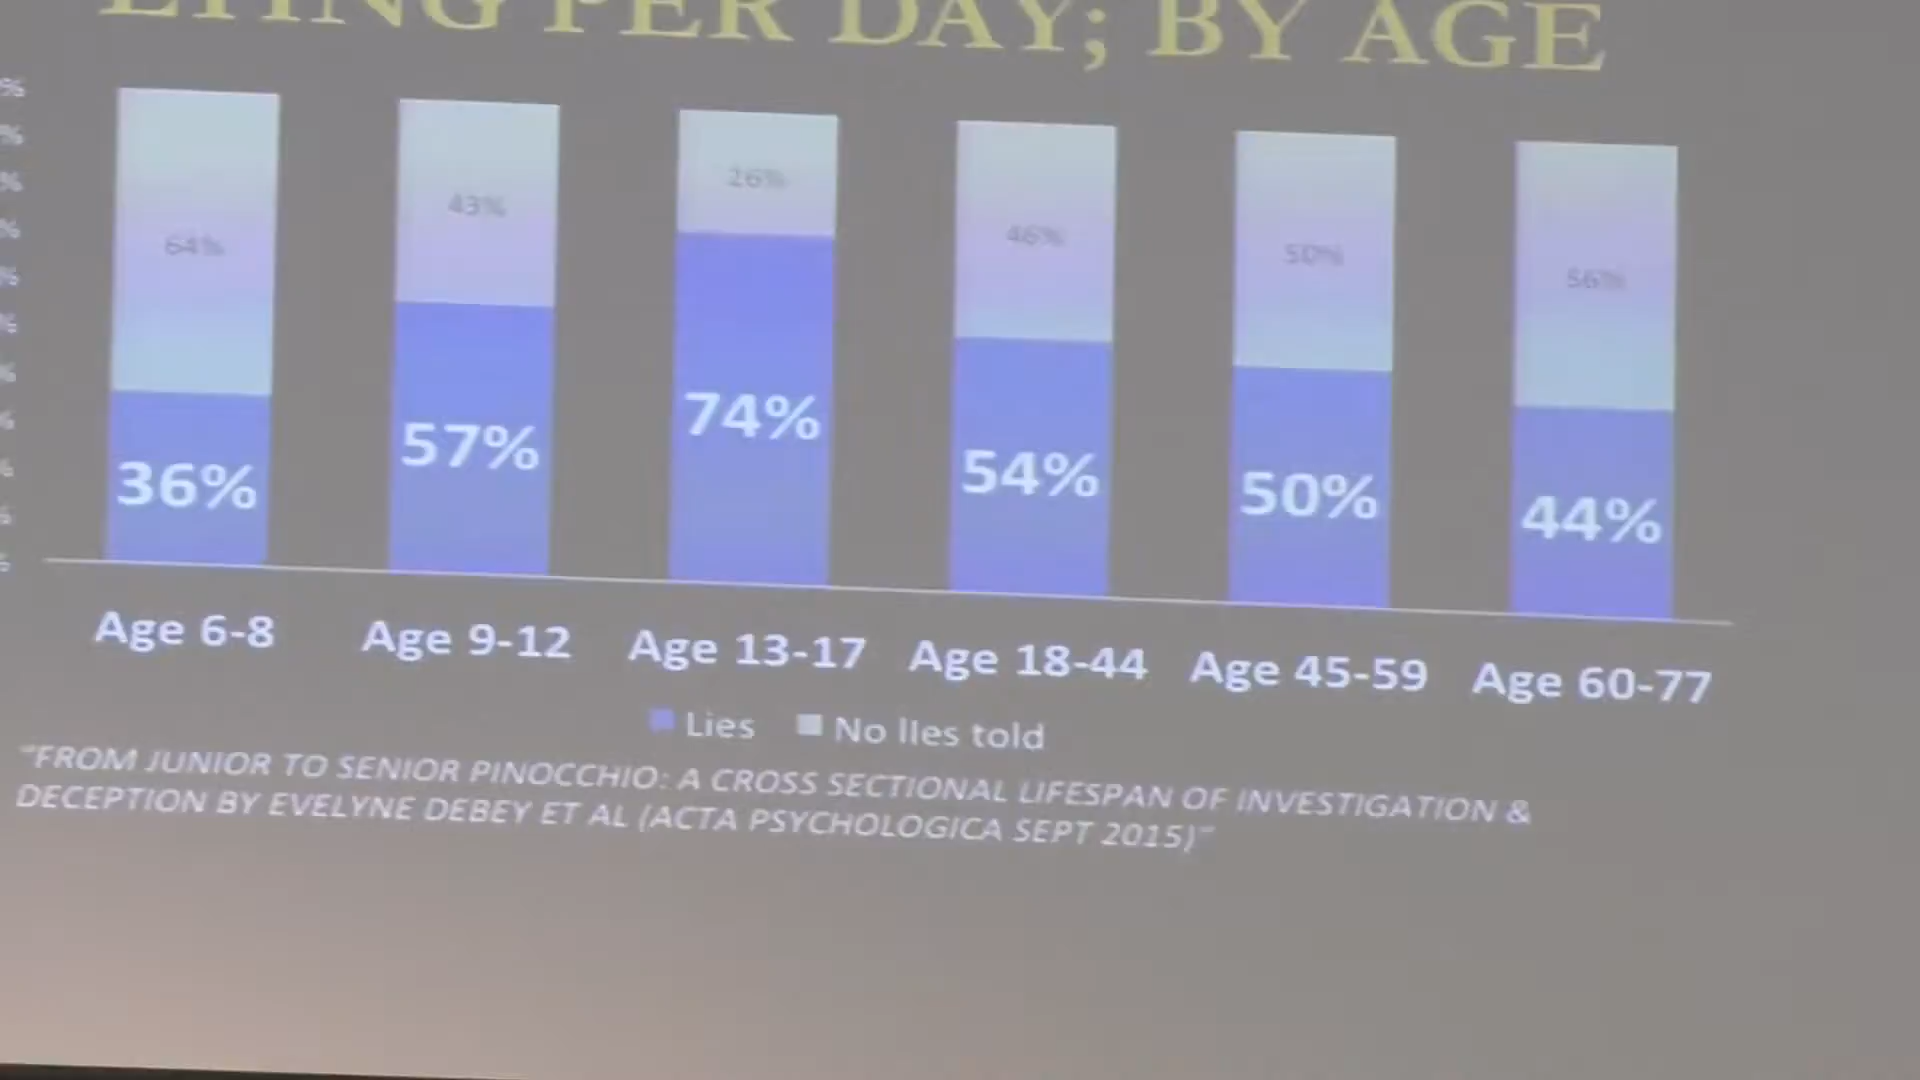 LYING PER DAY; BY AGE
64% 43% 26% 46% 50% 56%
36% 57% 74% 54% 50% 44%
Age 6-8 Age 9-12 Age 13-17 Age 18-44 Age 45-59 Age 60-77
Lies No lies told
"FROM JUNIOR TO SENIOR PINOCCHIO: A CROSS SECTIONAL LIFESPAN OF INVESTIGATION &
DECEPTION BY EVELYNE DEBEY ET AL (ACTA PSYCHOLOGICA SEPT 2015)"